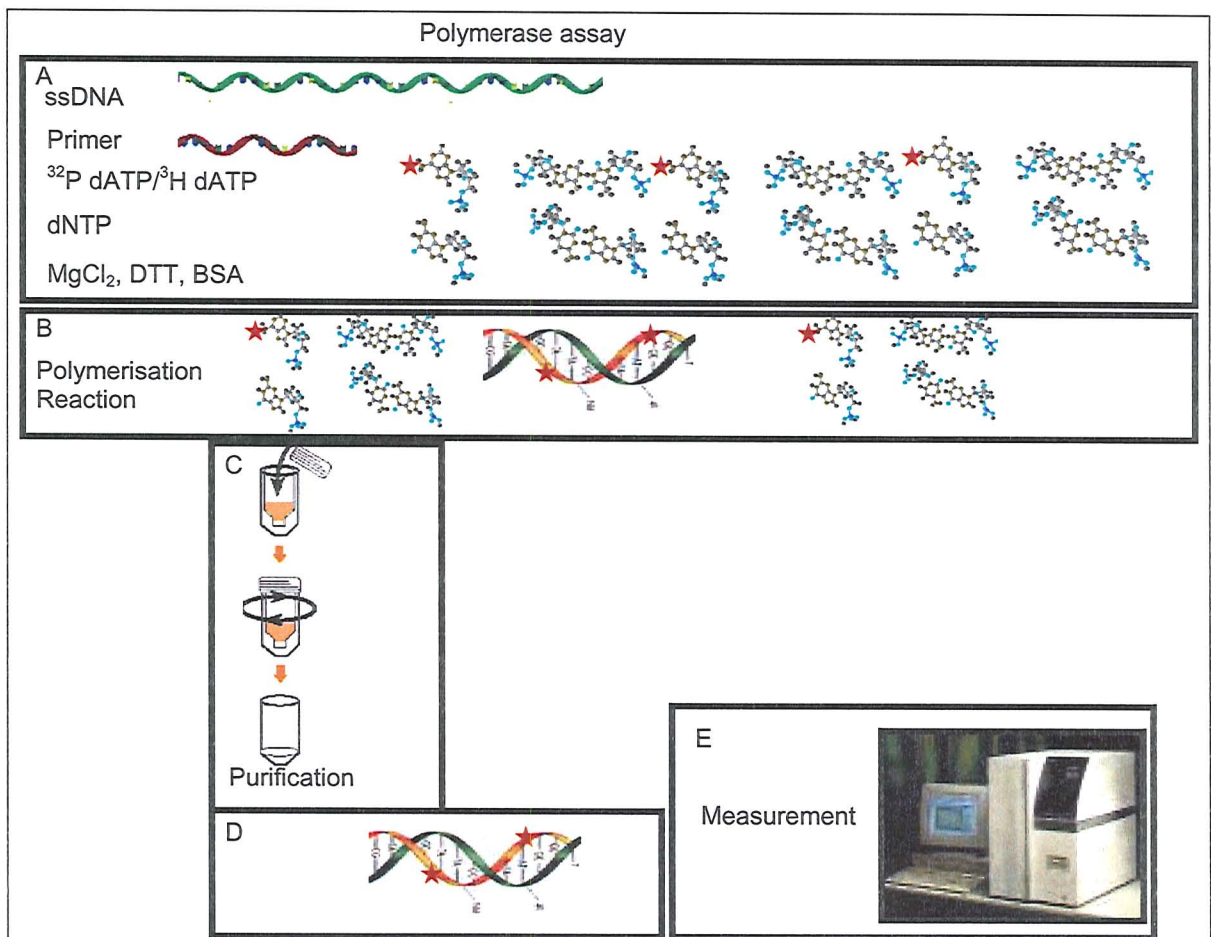 Polymerase assay
A
ssDNA
Primer
³²P dATP/³H dATP
dNTP
MgCl₂, DTT, BSA
B
Polymerisation
Reaction
C
Purification
D
E
Measurement